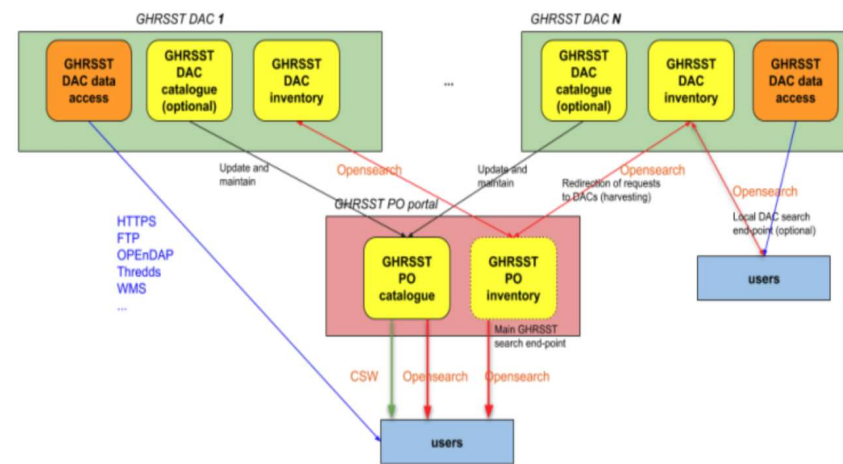 GHRSST DAC 1
GHRSST DAC N
GHRSST
DAC data
access
GHRSST
DAC
catalogue
(optional)
GHRSST
DAC
inventory
...
GHRSST
DAC
catalogue
(optional)
GHRSST
DAC
inventory
GHRSST
DAC data
access
Update and
maintain
Opensearch
Update and
maintain
Opensearch
Redirection of requests
to DACs (harvesting)
Opensearch
Local DAC search
end-point (optional)
GHRSST PO portal
HTTPS
FTP
OPEnDAP
Thredds
WMS
...
GHRSST
PO
catalogue
GHRSST
PO
inventory
users
Main GHRSST
search end-point
CSW
Opensearch
Opensearch
users